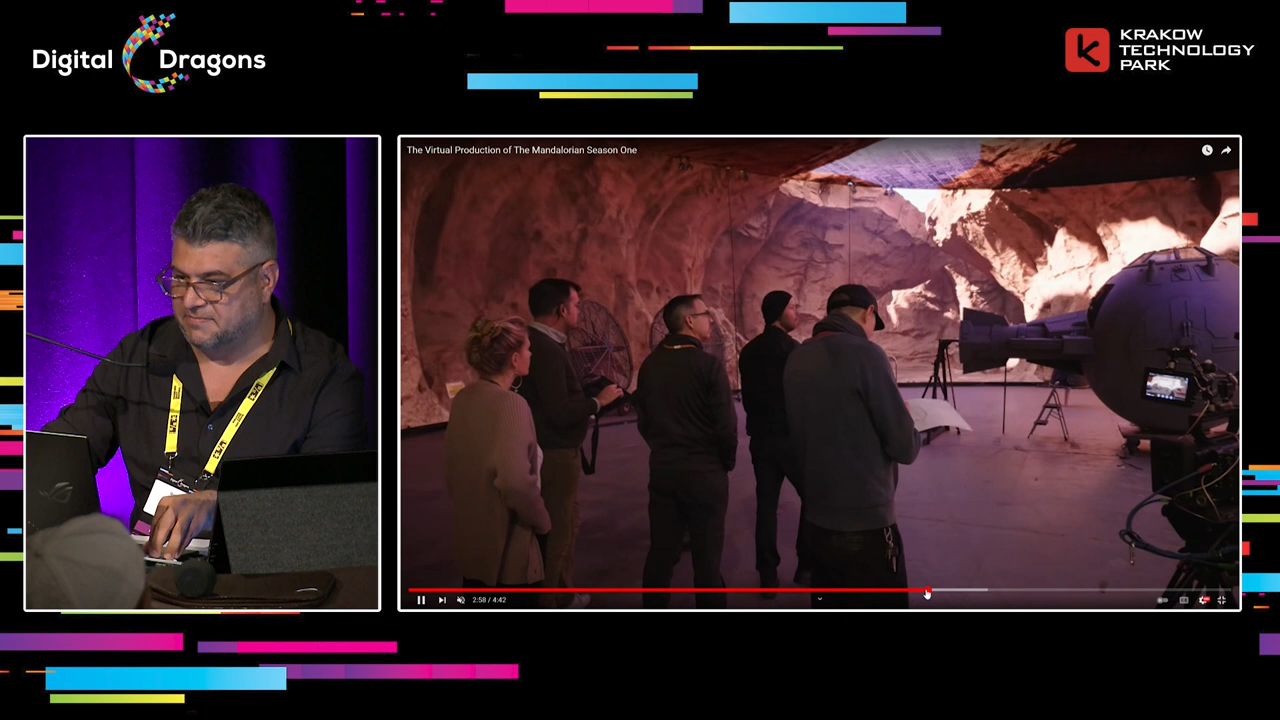 Digital Dragons
KRAKOW
TECHNOLOGY
PARK
The Virtual Production of The Mandalorian Season One
2:58 / 4:42